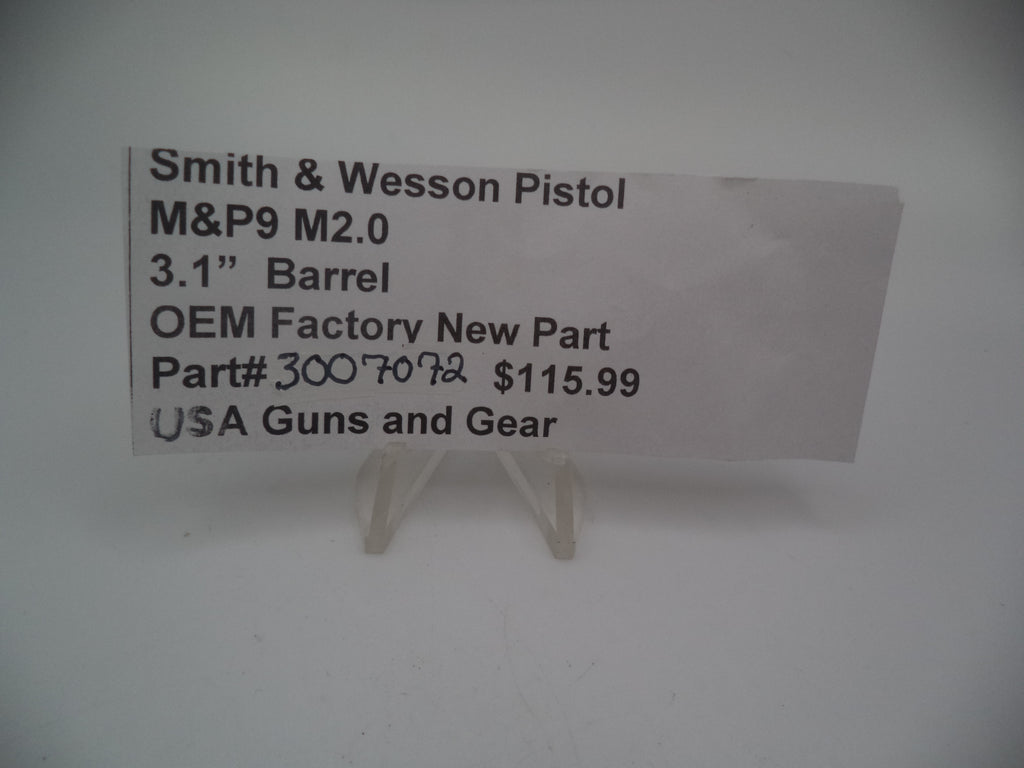 Smith & Wesson Pistol
M&P9 M2.0
3.1” Barrel
OEM Factory New Part
Part# 3007072 $115.99
USA Guns and Gear